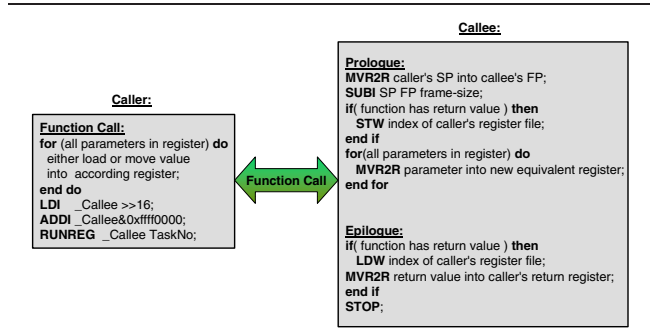 Caller:
Function Call:
for (all parameters in register) do
either load or move value
into according register;
end do
LDI _Callee >>16;
ADDI _Callee&0xffff0000;
RUNREG _Callee TaskNo;
Function Call
Callee:
Prologue:
MVR2R caller's SP into callee's FP;
SUBI SP FP frame-size;
if( function has return value ) then
STW index of caller's register file;
end if
for(all parameters in register) do
MVR2R parameter into new equivalent register;
end for
Epilogue:
if( function has return value ) then
LDW index of caller's register file;
MVR2R return value into caller's return register;
end if
STOP;